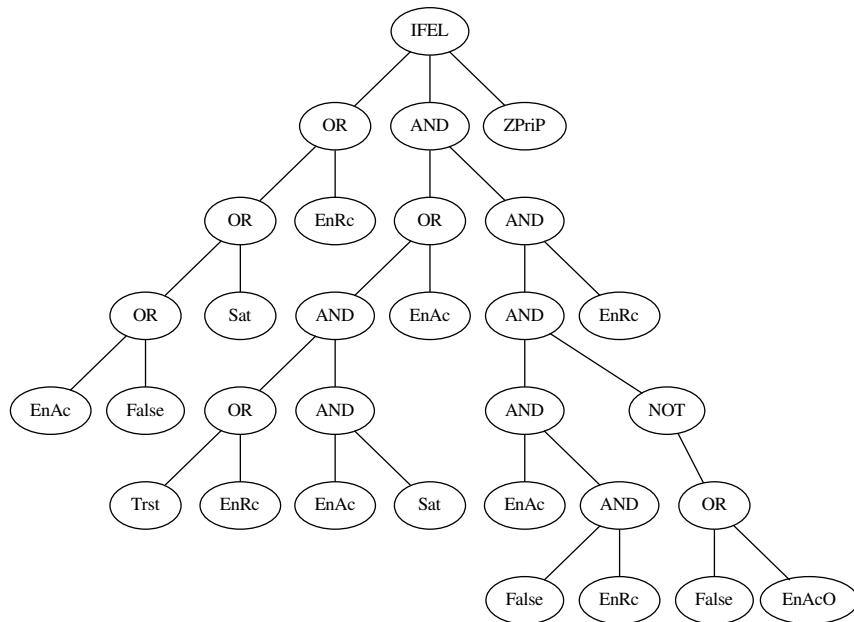 IFEL
OR AND ZPriP
OR EnRc OR AND
OR Sat AND EnAc AND EnRc
EnAc False OR AND AND NOT
Trst EnRc EnAc Sat EnAc AND OR
False EnRc False EnAcO